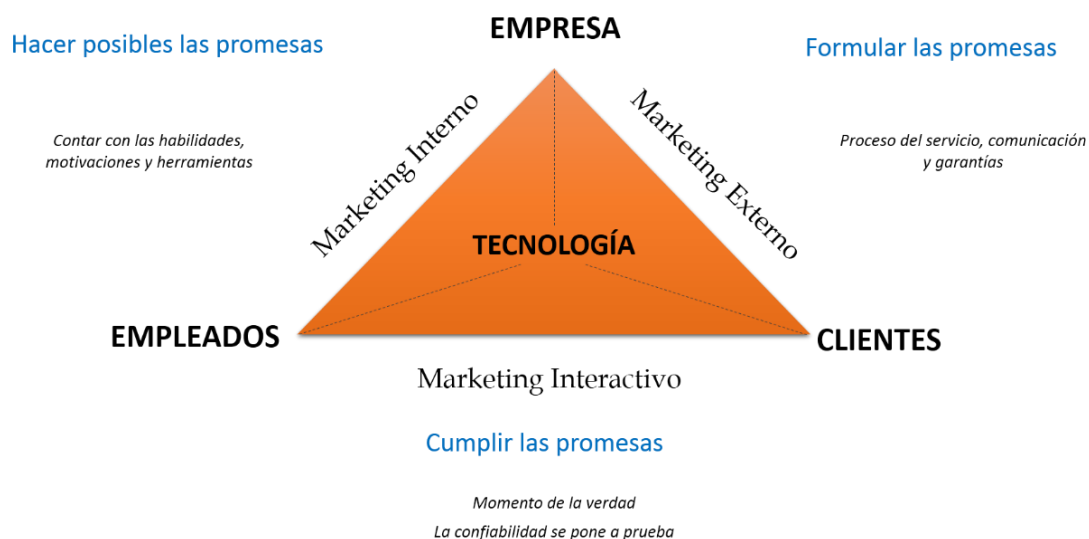 EMPRESA
Hacer posibles las promesas
Formular las promesas
Contar con las habilidades,
motivaciones y herramientas
Marketing Interno
Marketing Externo
Proceso del servicio, comunicación
y garantías
TECNOLOGÍA
EMPLEADOS
CLIENTES
Marketing Interactivo
Cumplir las promesas
Momento de la verdad
La confiabilidad se pone a prueba